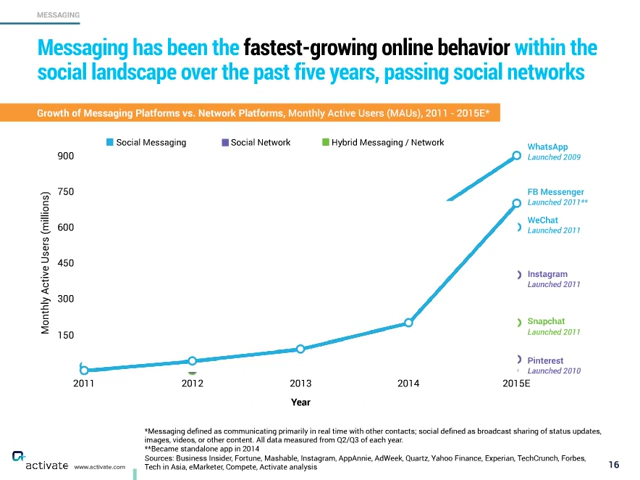 MESSAGING
Messaging has been the fastest-growing online behavior within the
social landscape over the past five years, passing social networks
Growth of Messaging Platforms vs. Network Platforms, Monthly Active Users (MAUs), 2011 - 2015E*
Social Messaging
Social Network
Hybrid Messaging / Network
Monthly Active Users (millions)
900
750
600
450
300
150
WhatsApp
Launched 2009
FB Messenger
Launched 2011**
WeChat
Launched 2011
Instagram
Launched 2011
Snapchat
Launched 2011
Pinterest
Launched 2010
2011
2012
2013
2014
2015E
Year
*Messaging defined as communicating primarily in real time with other contacts; social defined as broadcast sharing of status updates,
images, videos, or other content. All data measured from Q2/Q3 of each year.
**Became standalone app in 2014
Sources: Business Insider, Fortune, Mashable, Instagram, AppAnnie, AdWeek, Quartz, Yahoo Finance, Experian, TechCrunch, Forbes,
Tech in Asia, eMarketer, Compete, Activate analysis
activate www.activate.com
16